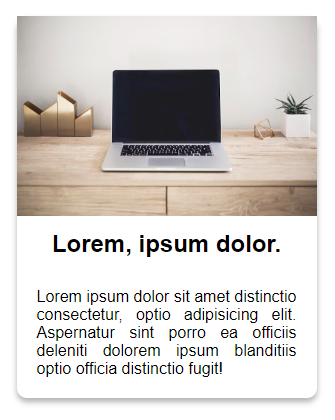 Lorem, ipsum dolor.
Lorem ipsum dolor sit amet distinctio
consectetur, optio adipisicing elit.
Aspernatur sint porro ea officiis
deleniti dolorem ipsum blanditiis
optio officia distinctio fugit!